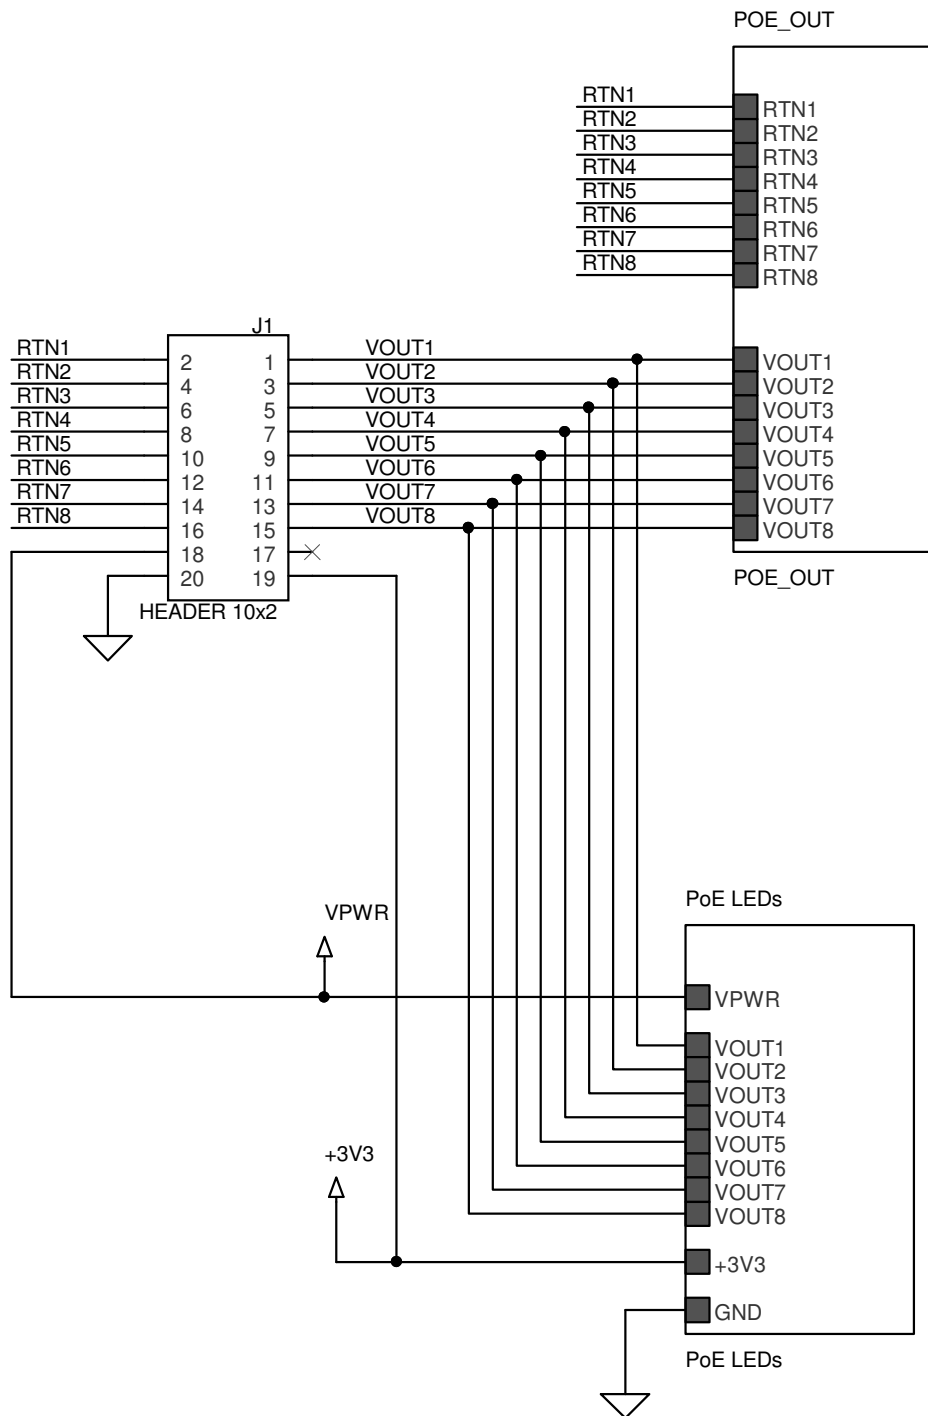 POE_OUT
RTN1
RTN2
RTN3
RTN4
RTN5
RTN6
RTN7
RTN8
RTN1
RTN2
RTN3
RTN4
RTN5
RTN6
RTN7
RTN8
J1
RTN1 2 1 VOUT1 VOUT1
RTN2 4 3 VOUT2 VOUT2
RTN3 6 5 VOUT3 VOUT3
RTN4 8 7 VOUT4 VOUT4
RTN5 10 9 VOUT5 VOUT5
RTN6 12 11 VOUT6 VOUT6
RTN7 14 13 VOUT7 VOUT7
RTN8 16 15 VOUT8 VOUT8
18 17
20 19
HEADER 10x2
POE_OUT
PoE LEDs
VPWR
VPWR
VOUT1
VOUT2
VOUT3
VOUT4
VOUT5
VOUT6
VOUT7
VOUT8
+3V3
+3V3
GND
PoE LEDs